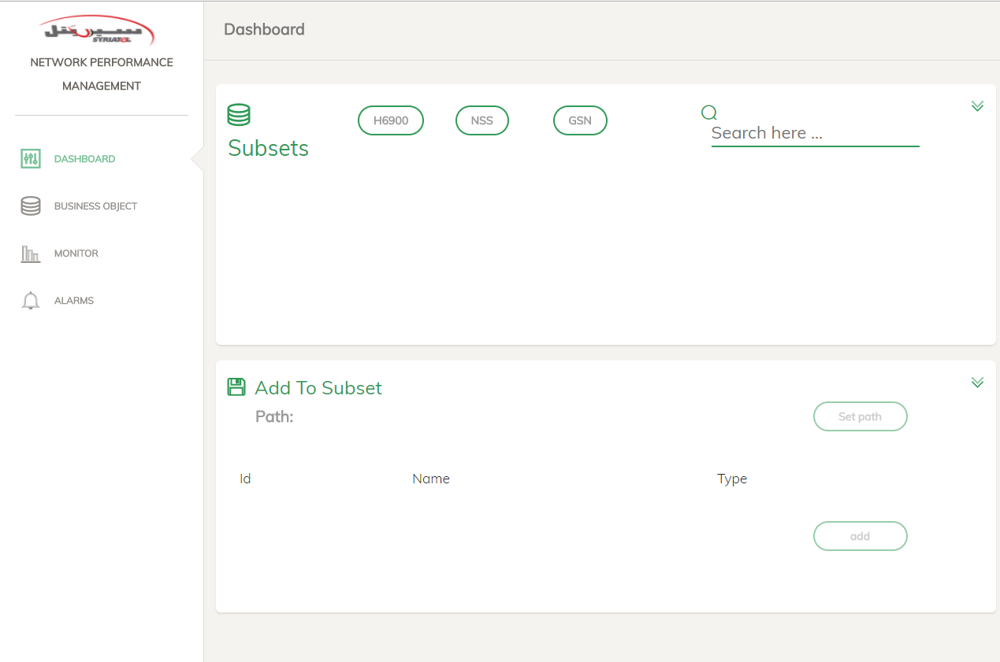 سيريتل
SYRIATEL
NETWORK PERFORMANCE
MANAGEMENT
DASHBOARD
BUSINESS OBJECT
MONITOR
ALARMS
Dashboard
Subsets
H6900
NSS
GSN
Search here ...
Add To Subset
Path:
Set path
Id
Name
Type
add